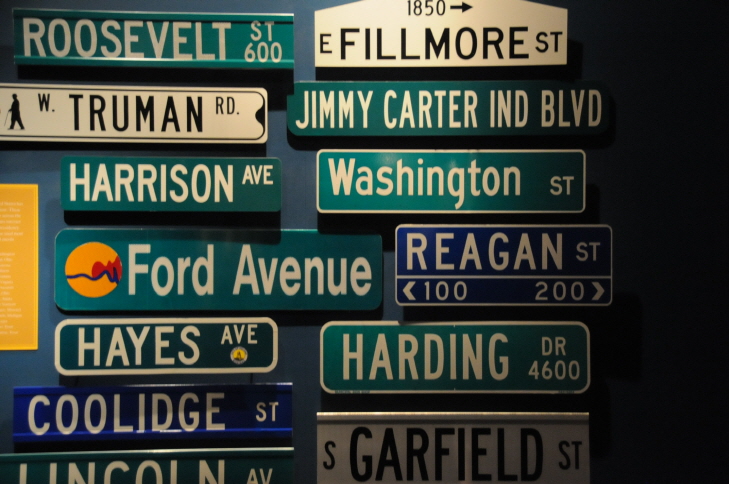 ROOSEVELT ST 600
1850 →
E FILLMORE ST
W. TRUMAN RD.
JIMMY CARTER IND BLVD
HARRISON AVE
Washington ST
Ford Avenue
REAGAN ST
<100 200>
HAYES AVE
HARDING DR 4600
COOLIDGE ST
S GARFIELD ST
LINCOLN AV